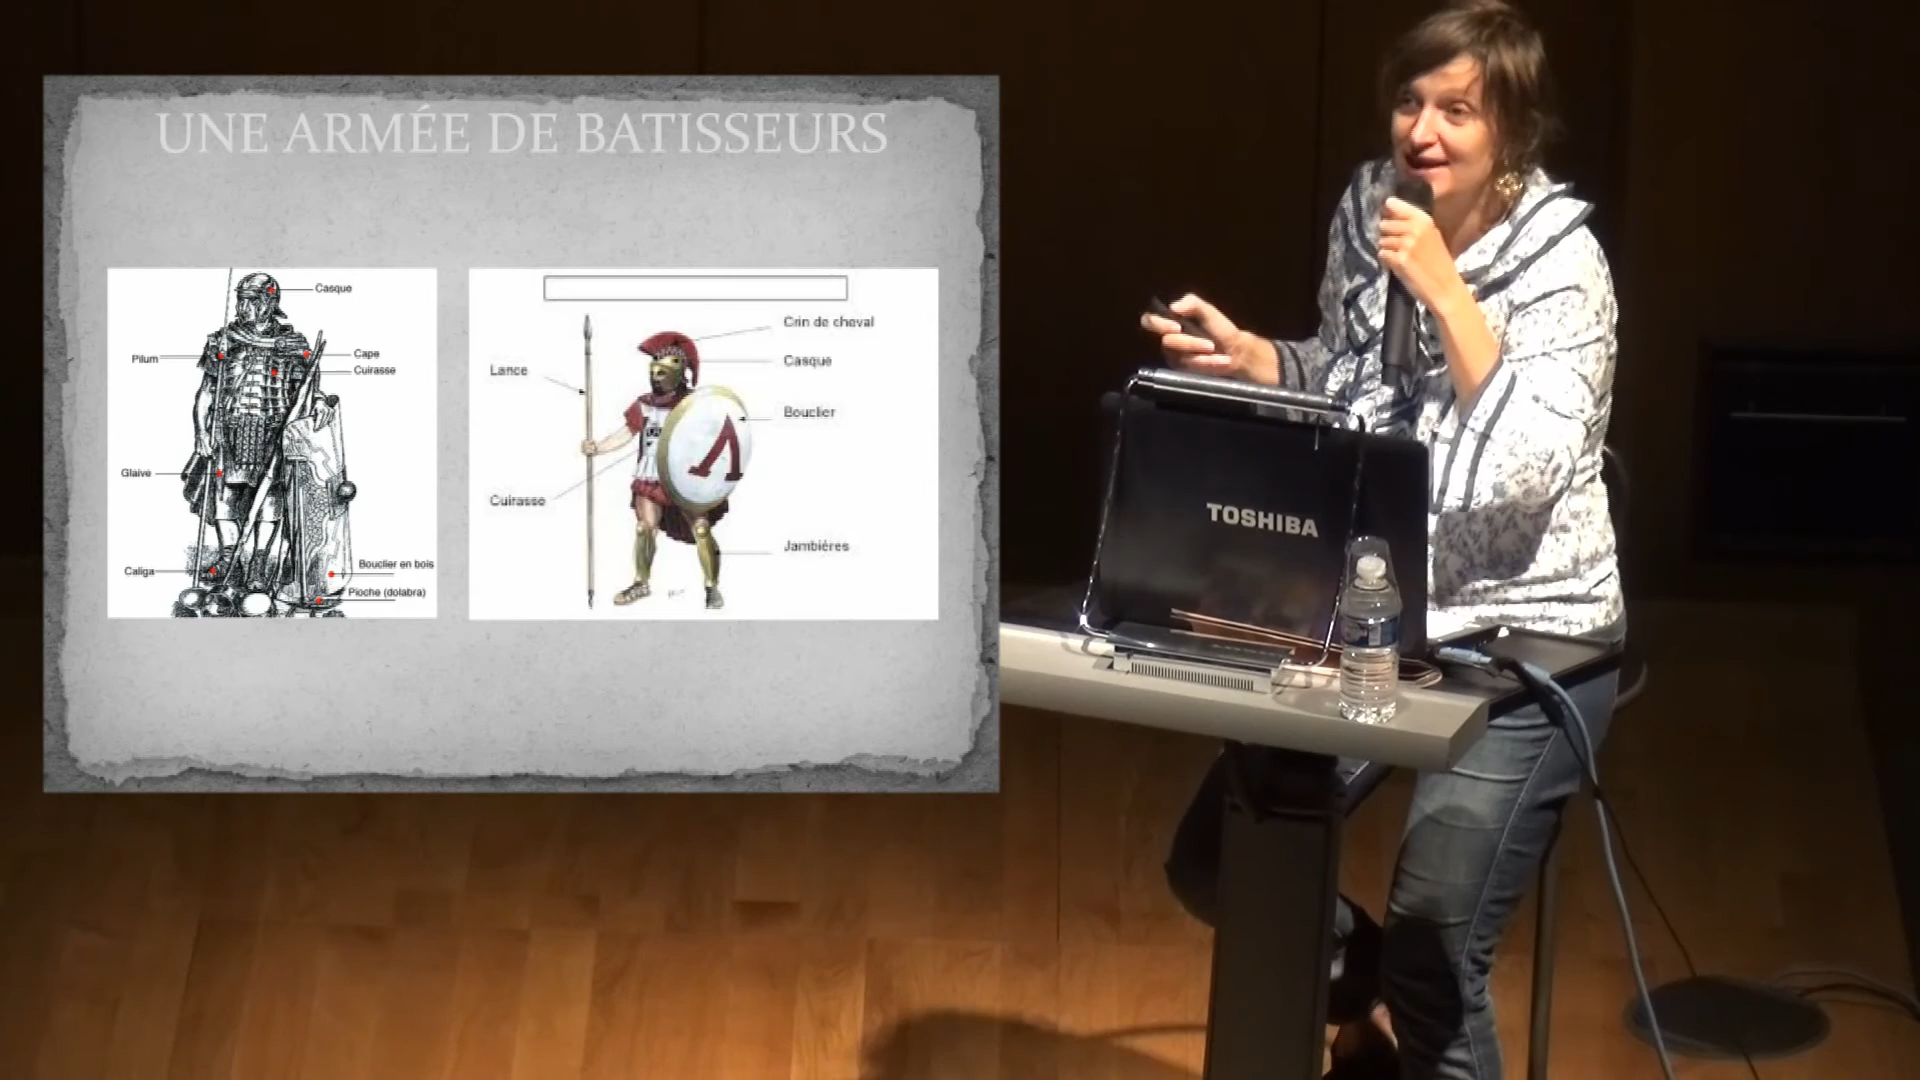 UNE ARMÉE DE BATISSEURS
Casque
Pilum
Cape
Cuirasse
Glaive
Caliga
Bouclier en bois
Pioche (dolabra)
Crin de cheval
Casque
Lance
Bouclier
Cuirasse
Jambières
Λ
TOSHIBA